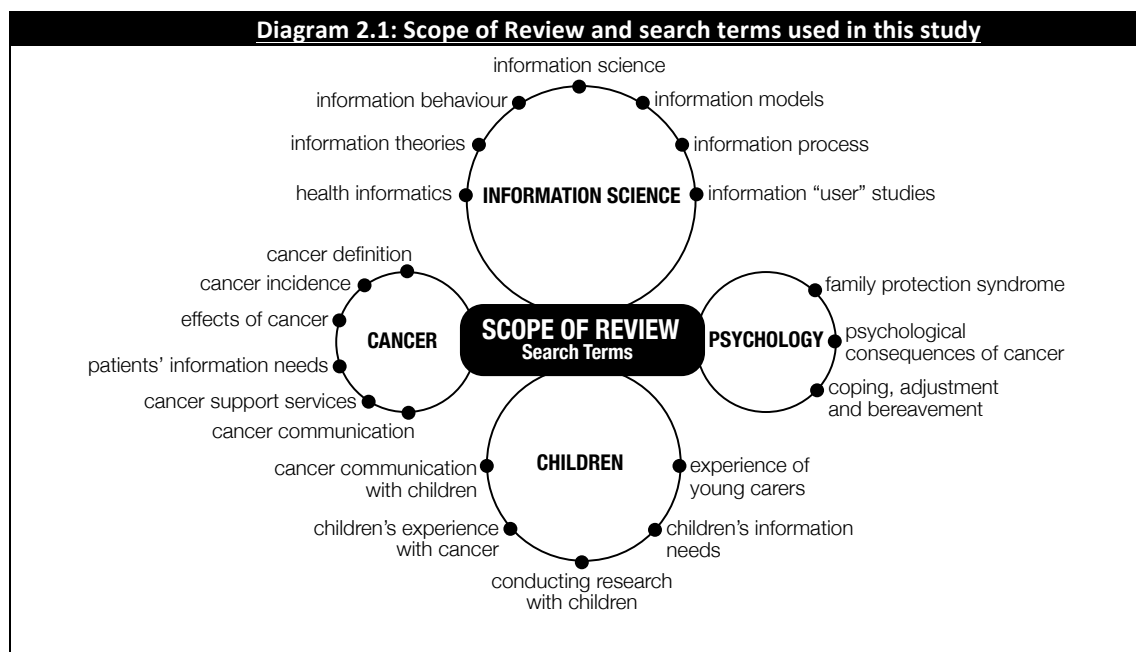 Diagram 2.1: Scope of Review and search terms used in this study
information science
information behaviour
information models
information theories
information process
health informatics
INFORMATION SCIENCE
information “user” studies
cancer definition
cancer incidence
effects of cancer
CANCER
patients’ information needs
cancer support services
cancer communication
SCOPE OF REVIEW
Search Terms
PSYCHOLOGY
family protection syndrome
psychological
consequences of cancer
coping, adjustment
and bereavement
CHILDREN
cancer communication
with children
children’s experience
with cancer
conducting research
with children
experience of
young carers
children’s information
needs